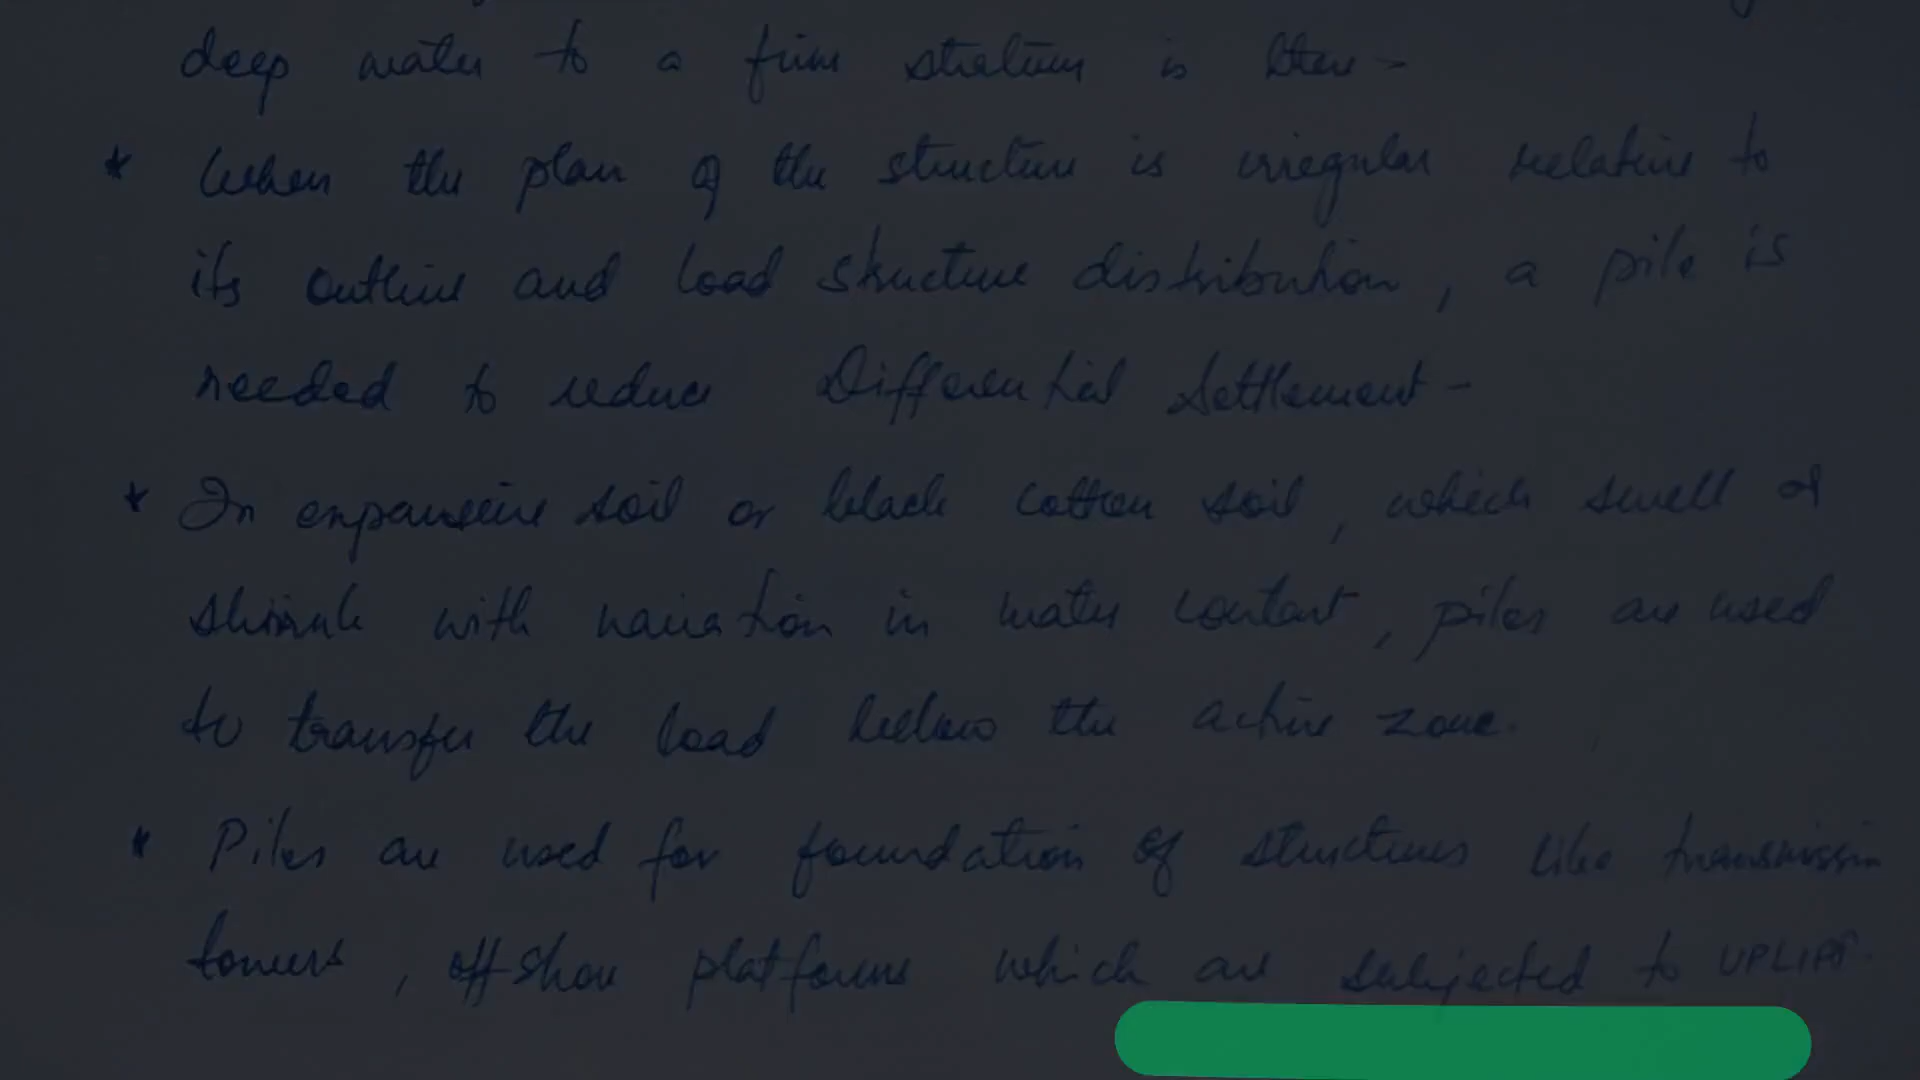 deep water to a firm stratum is
* When the plan of the structure is irregular relative to
its outline and load structure distribution, a pile is
needed to reduce Differential Settlement -
* In expansive soil or black cotton soil, which swell or
shrink with variation in water content, piles are used
to transfer the load below the active zone.
* Piles are used for foundation of structures like transmission
towers, off shore platforms which are subjected to UPLIFT.